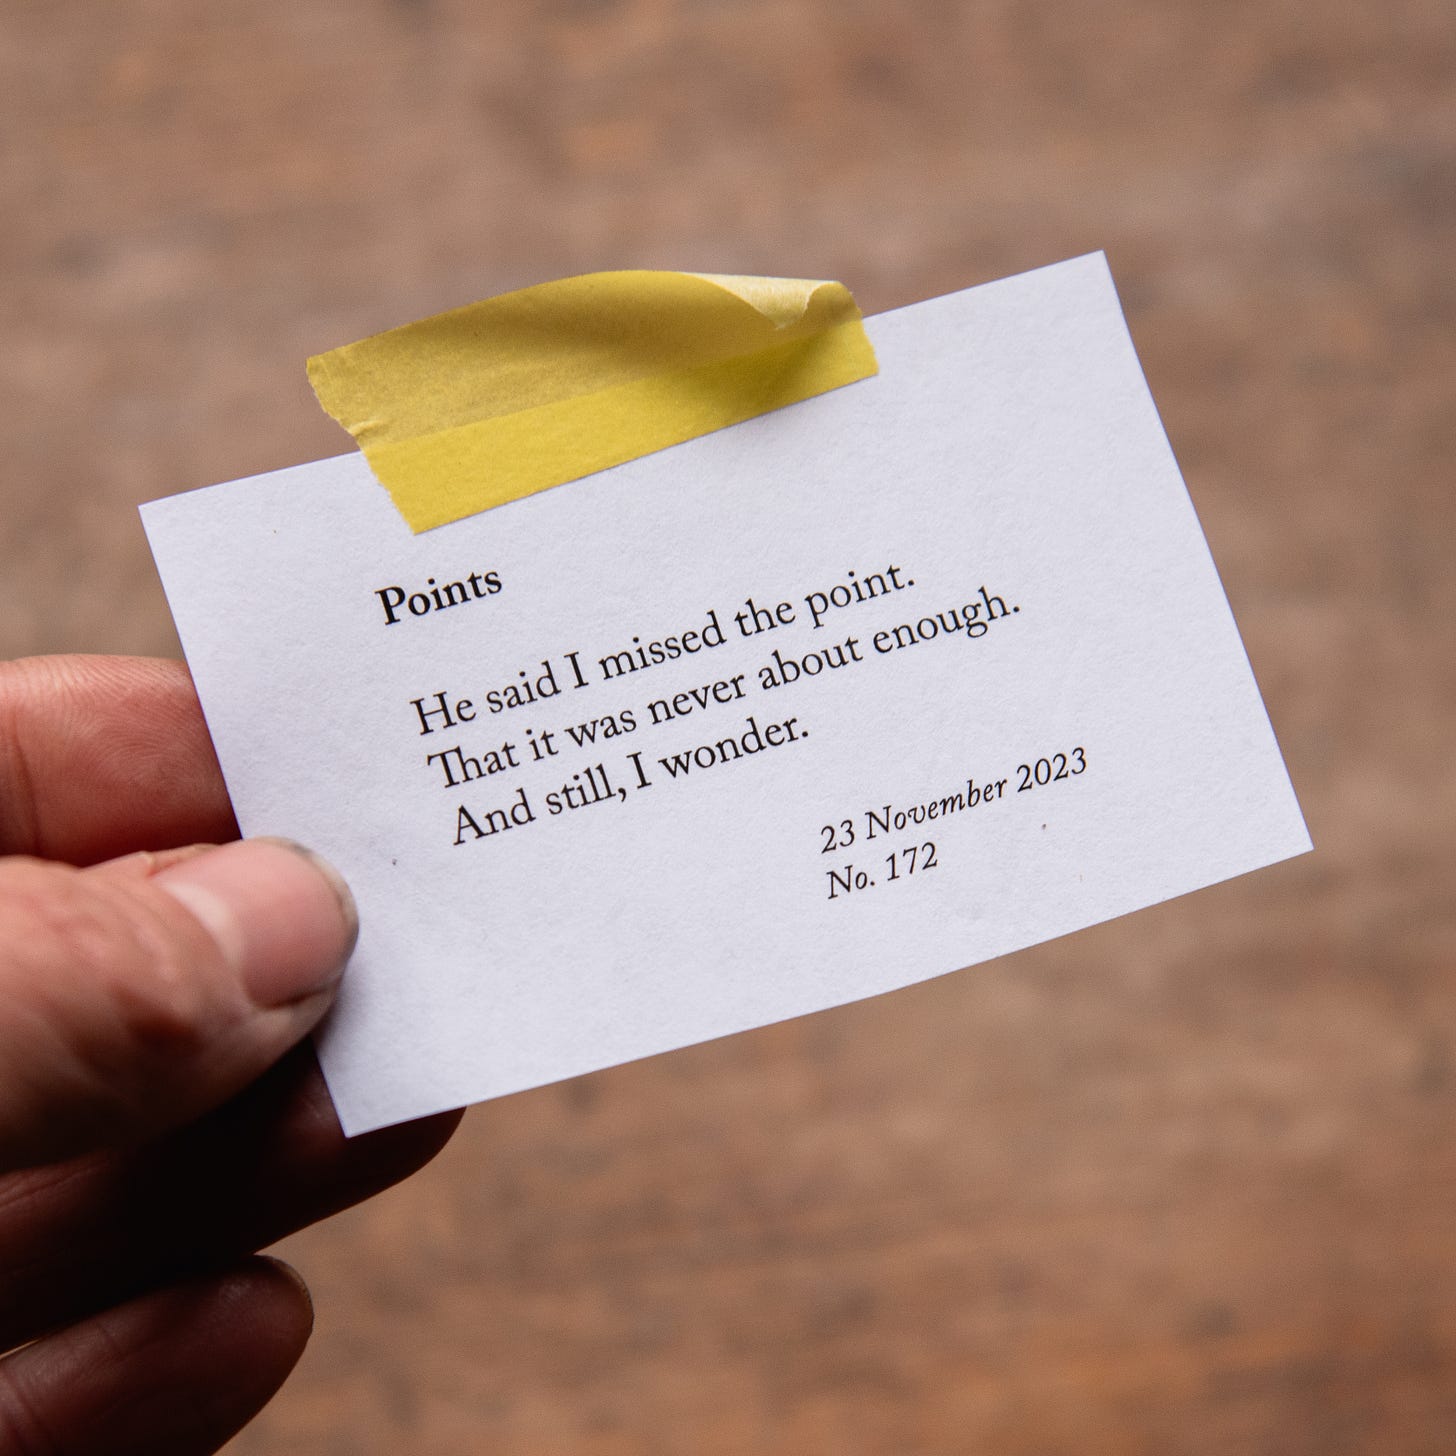 Points
He said I missed the point.
That it was never about enough.
And still, I wonder.
23 November 2023
No. 172